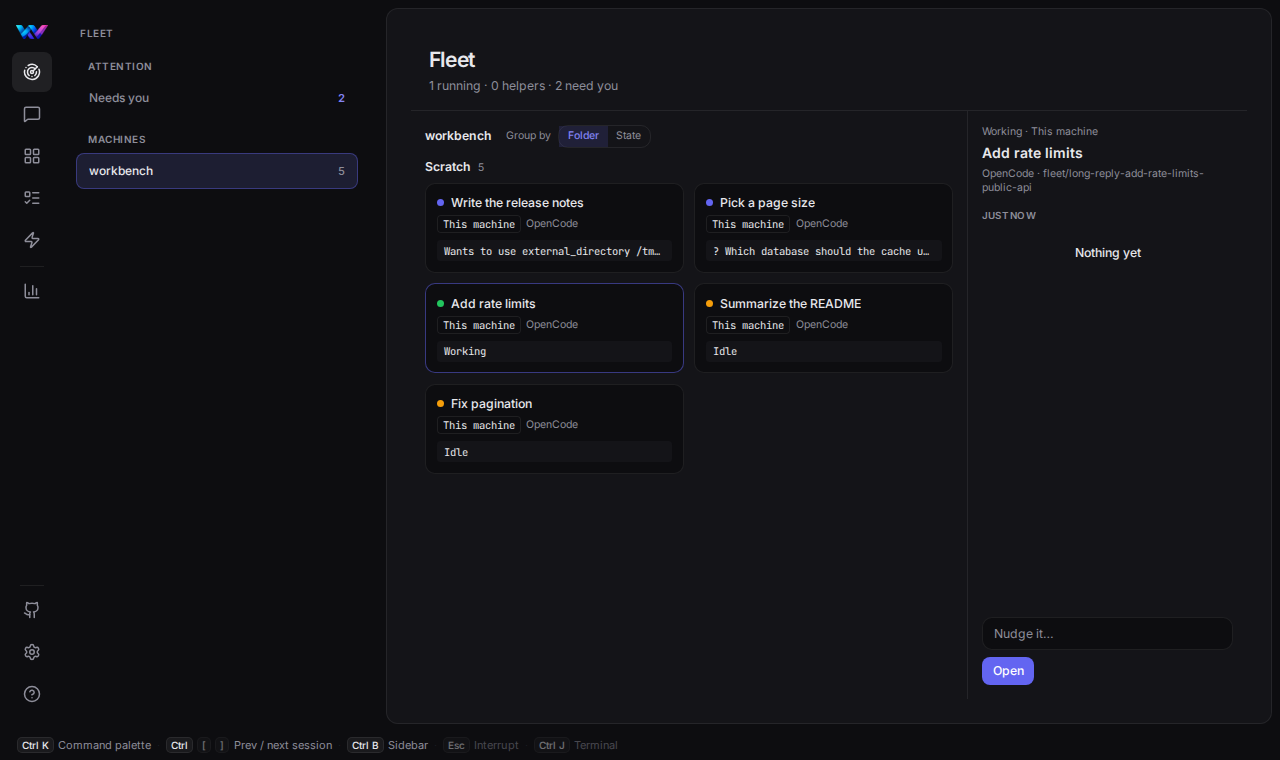 FLEET
ATTENTION
Needs you 2
MACHINES
workbench 5
Fleet
1 running · 0 helpers · 2 need you
workbench Group by Folder State
Scratch 5
Write the release notes
This machine OpenCode
Wants to use external_directory /tm…
Pick a page size
This machine OpenCode
? Which database should the cache u…
Add rate limits
This machine OpenCode
Working
Summarize the README
This machine OpenCode
Idle
Fix pagination
This machine OpenCode
Idle
Working · This machine
Add rate limits
OpenCode · fleet/long-reply-add-rate-limits-
public-api
JUST NOW
Nothing yet
Nudge it...
Open
Ctrl K Command palette Ctrl [ ] Prev / next session Ctrl B Sidebar Esc Interrupt Ctrl J Terminal